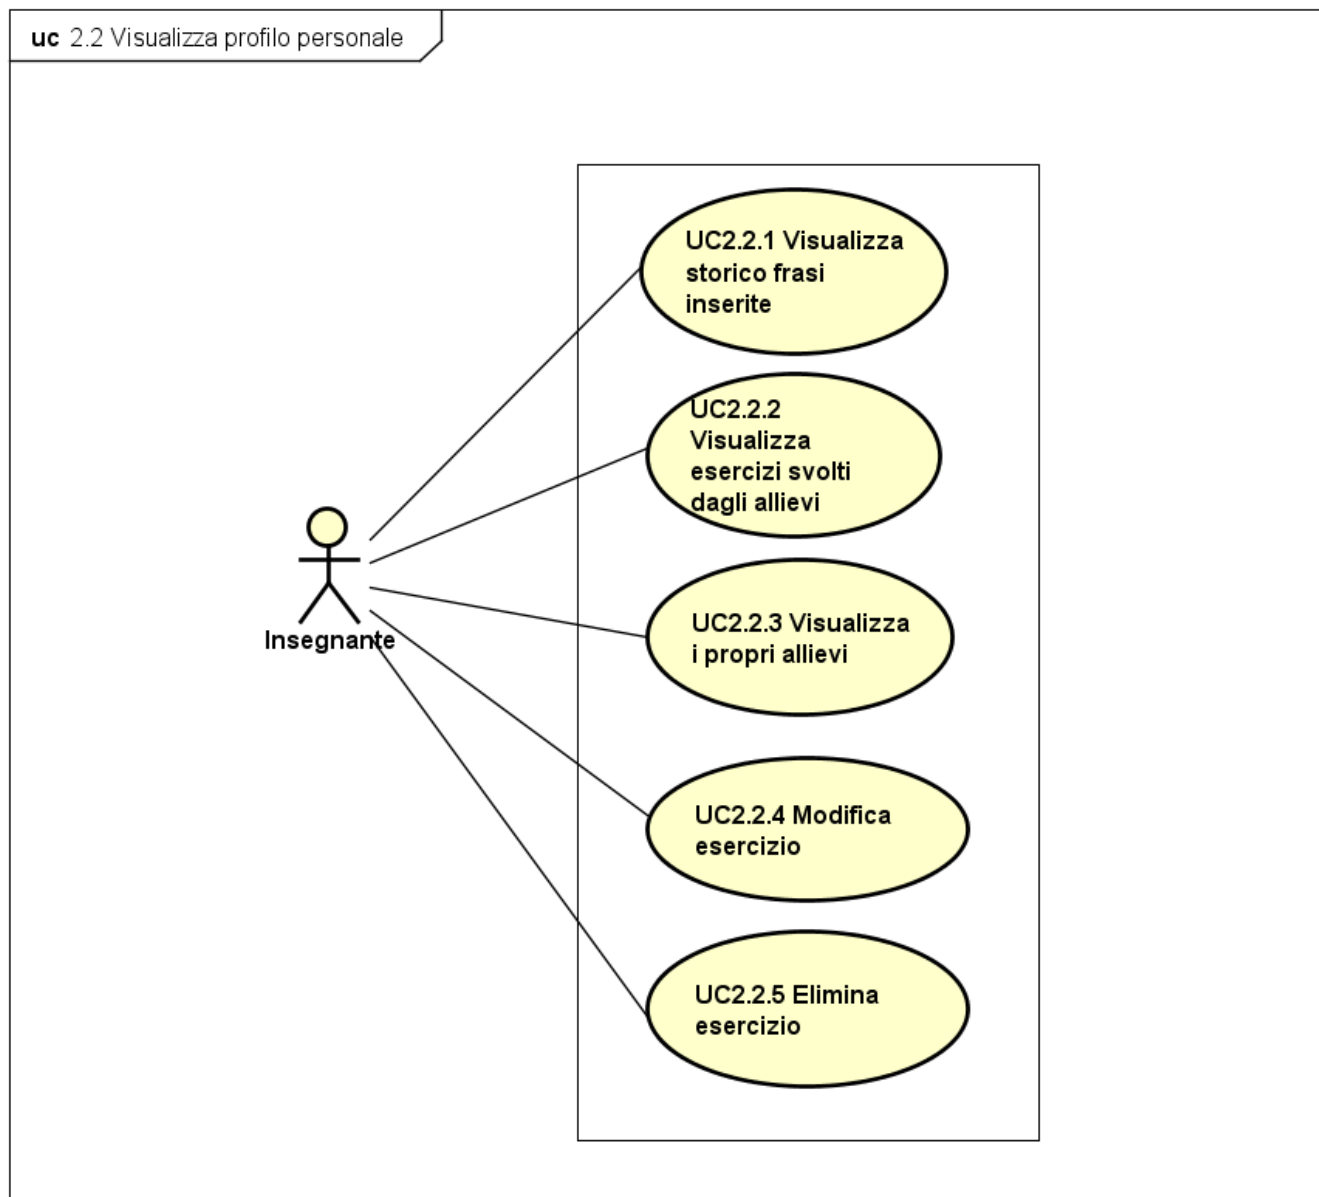 uc 2.2 Visualizza profilo personale
UC2.2.1 Visualizza
storico frasi
inserite
UC2.2.2
Visualizza
esercizi svolti
dagli allievi
Insegnante
UC2.2.3 Visualizza
i propri allievi
UC2.2.4 Modifica
esercizio
UC2.2.5 Elimina
esercizio